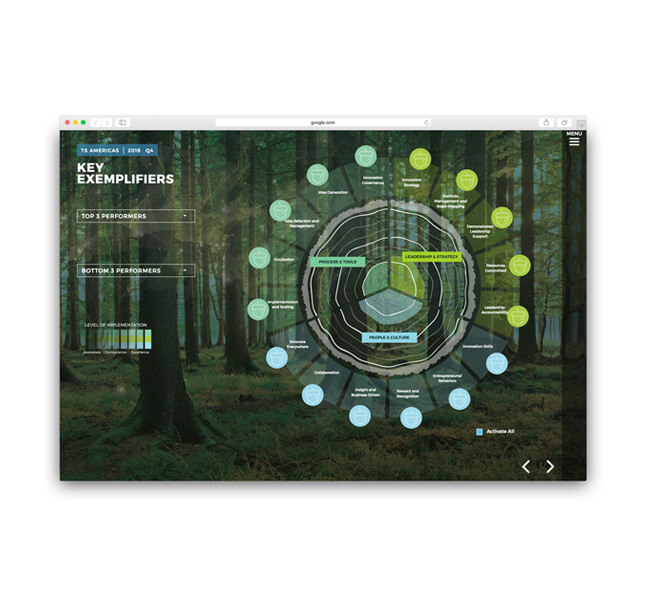 google.com
MENU
TS AMERICAS | 2016 Q4
KEY
EXEMPLIFIERS
TOP 3 PERFORMERS
BOTTOM 3 PERFORMERS
LEVEL OF IMPLEMENTATION
Awareness | Competence | Excellence
Innovation
Governance
Innovation
Strategy
Idea Generation
Portfolio
Management and
Road-mapping
Idea Selection and
Management
Demonstrated
Leadership
Support
Incubation
Resources
Committed
Implementation
and Scaling
Leadership
Accountability
PROCESS & TOOLS
LEADERSHIP & STRATEGY
PEOPLE & CULTURE
Innovate
Everywhere
Innovation Skills
Collaboration
Entrepreneurial
Behaviors
Insight and
Business Driven
Reward and
Recognition
Activate All